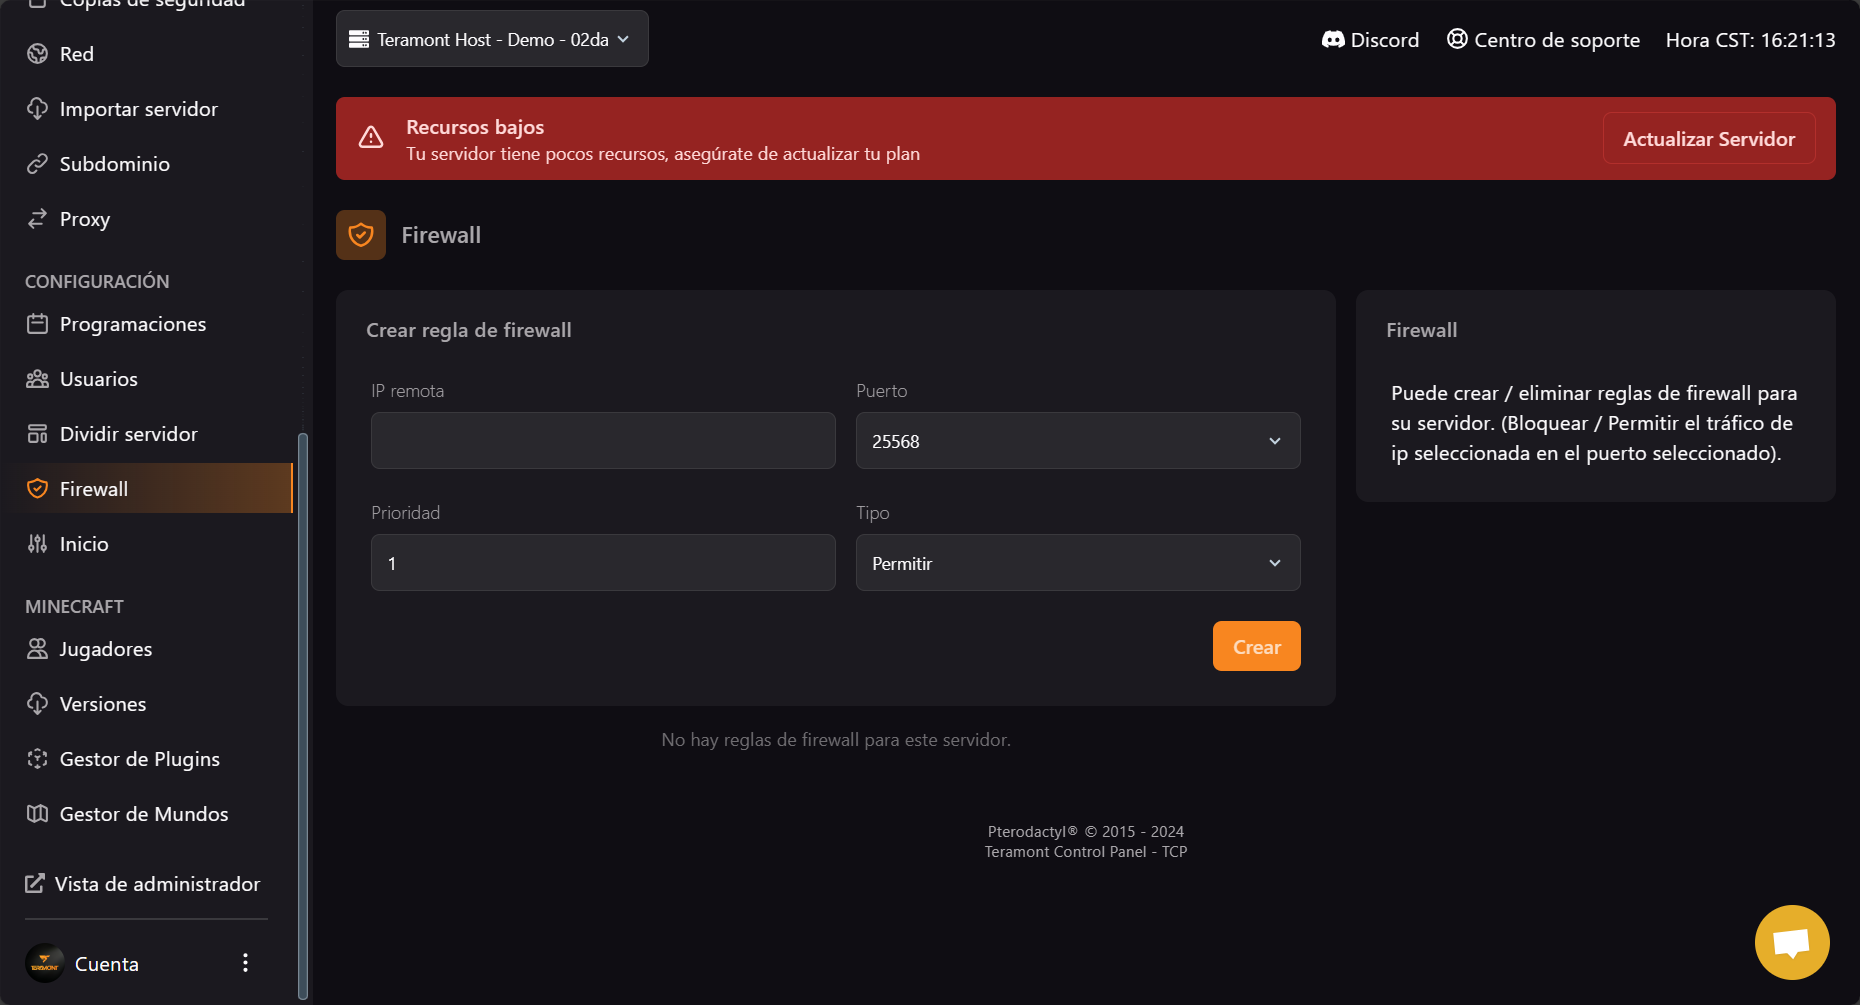 Copias de seguridad
Red
Importar servidor
Subdominio
Proxy
CONFIGURACIÓN
Programaciones
Usuarios
Dividir servidor
Firewall
Inicio
MINECRAFT
Jugadores
Versiones
Gestor de Plugins
Gestor de Mundos
Vista de administrador
TERAMONT
Cuenta
Teramont Host - Demo - 02da
Discord
Centro de soporte
Hora CST: 16:21:13
Recursos bajos
Tu servidor tiene pocos recursos, asegúrate de actualizar tu plan
Actualizar Servidor
Firewall
Crear regla de firewall
IP remota
Puerto
25568
Prioridad
Tipo
1
Permitir
Crear
No hay reglas de firewall para este servidor.
Firewall
Puede crear / eliminar reglas de firewall para
su servidor. (Bloquear / Permitir el tráfico de
ip seleccionada en el puerto seleccionado).
Pterodactyl® © 2015 - 2024
Teramont Control Panel - TCP